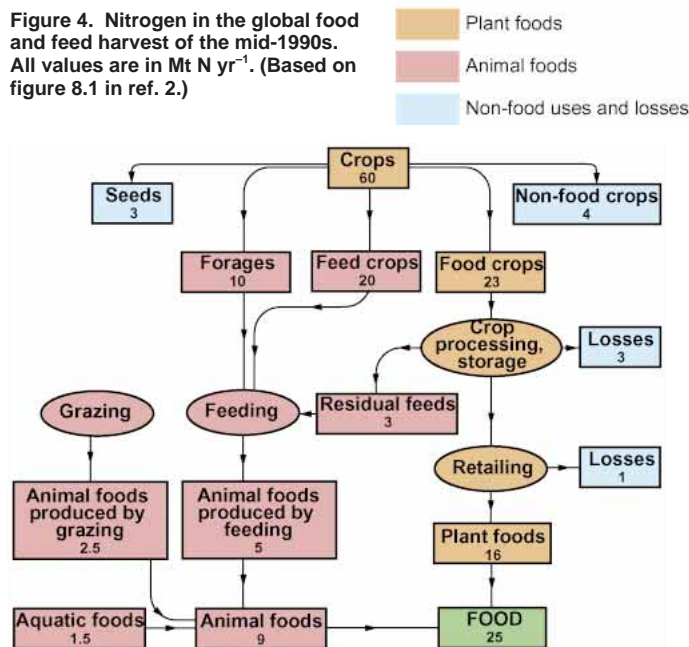 Figure 4. Nitrogen in the global food
and feed harvest of the mid-1990s.
All values are in Mt N yr⁻¹. (Based on
figure 8.1 in ref. 2.)
Plant foods
Animal foods
Non-food uses and losses
Crops
60
Seeds
3
Non-food crops
4
Forages
10
Feed crops
20
Food crops
23
Crop
processing,
storage
Losses
3
Grazing
Feeding
Residual feeds
3
Retailing
Losses
1
Animal foods
produced by
grazing
2.5
Animal foods
produced by
feeding
5
Plant foods
16
Aquatic foods
1.5
Animal foods
9
FOOD
25